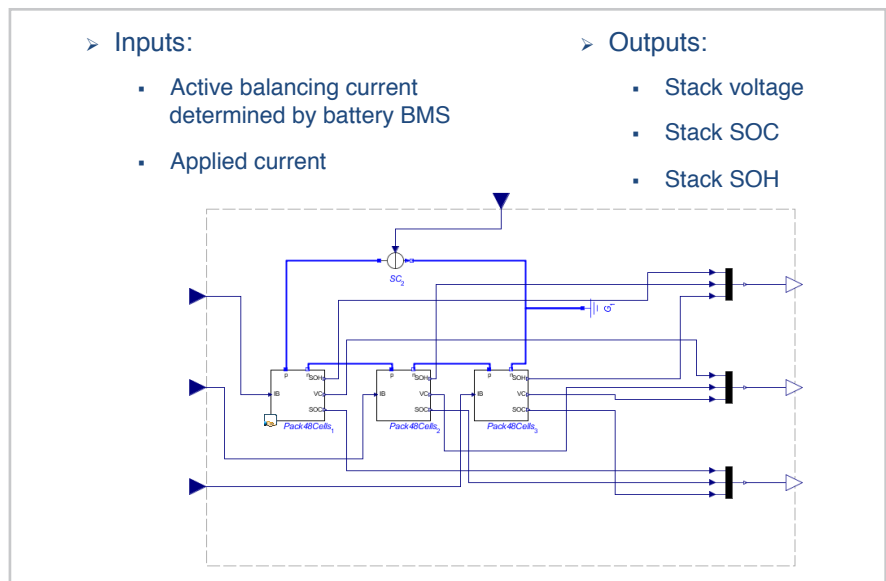 ➢ Inputs:
▪ Active balancing current
determined by battery BMS
▪ Applied current
➢ Outputs:
▪ Stack voltage
▪ Stack SOC
▪ Stack SOH
SC2
G1
p
n
SOH
IB
VC
SOC
Pack48Cells1
p
n
SOH
IB
VC
SOC
Pack48Cells2
p
n
SOH
IB
VC
SOC
Pack48Cells3